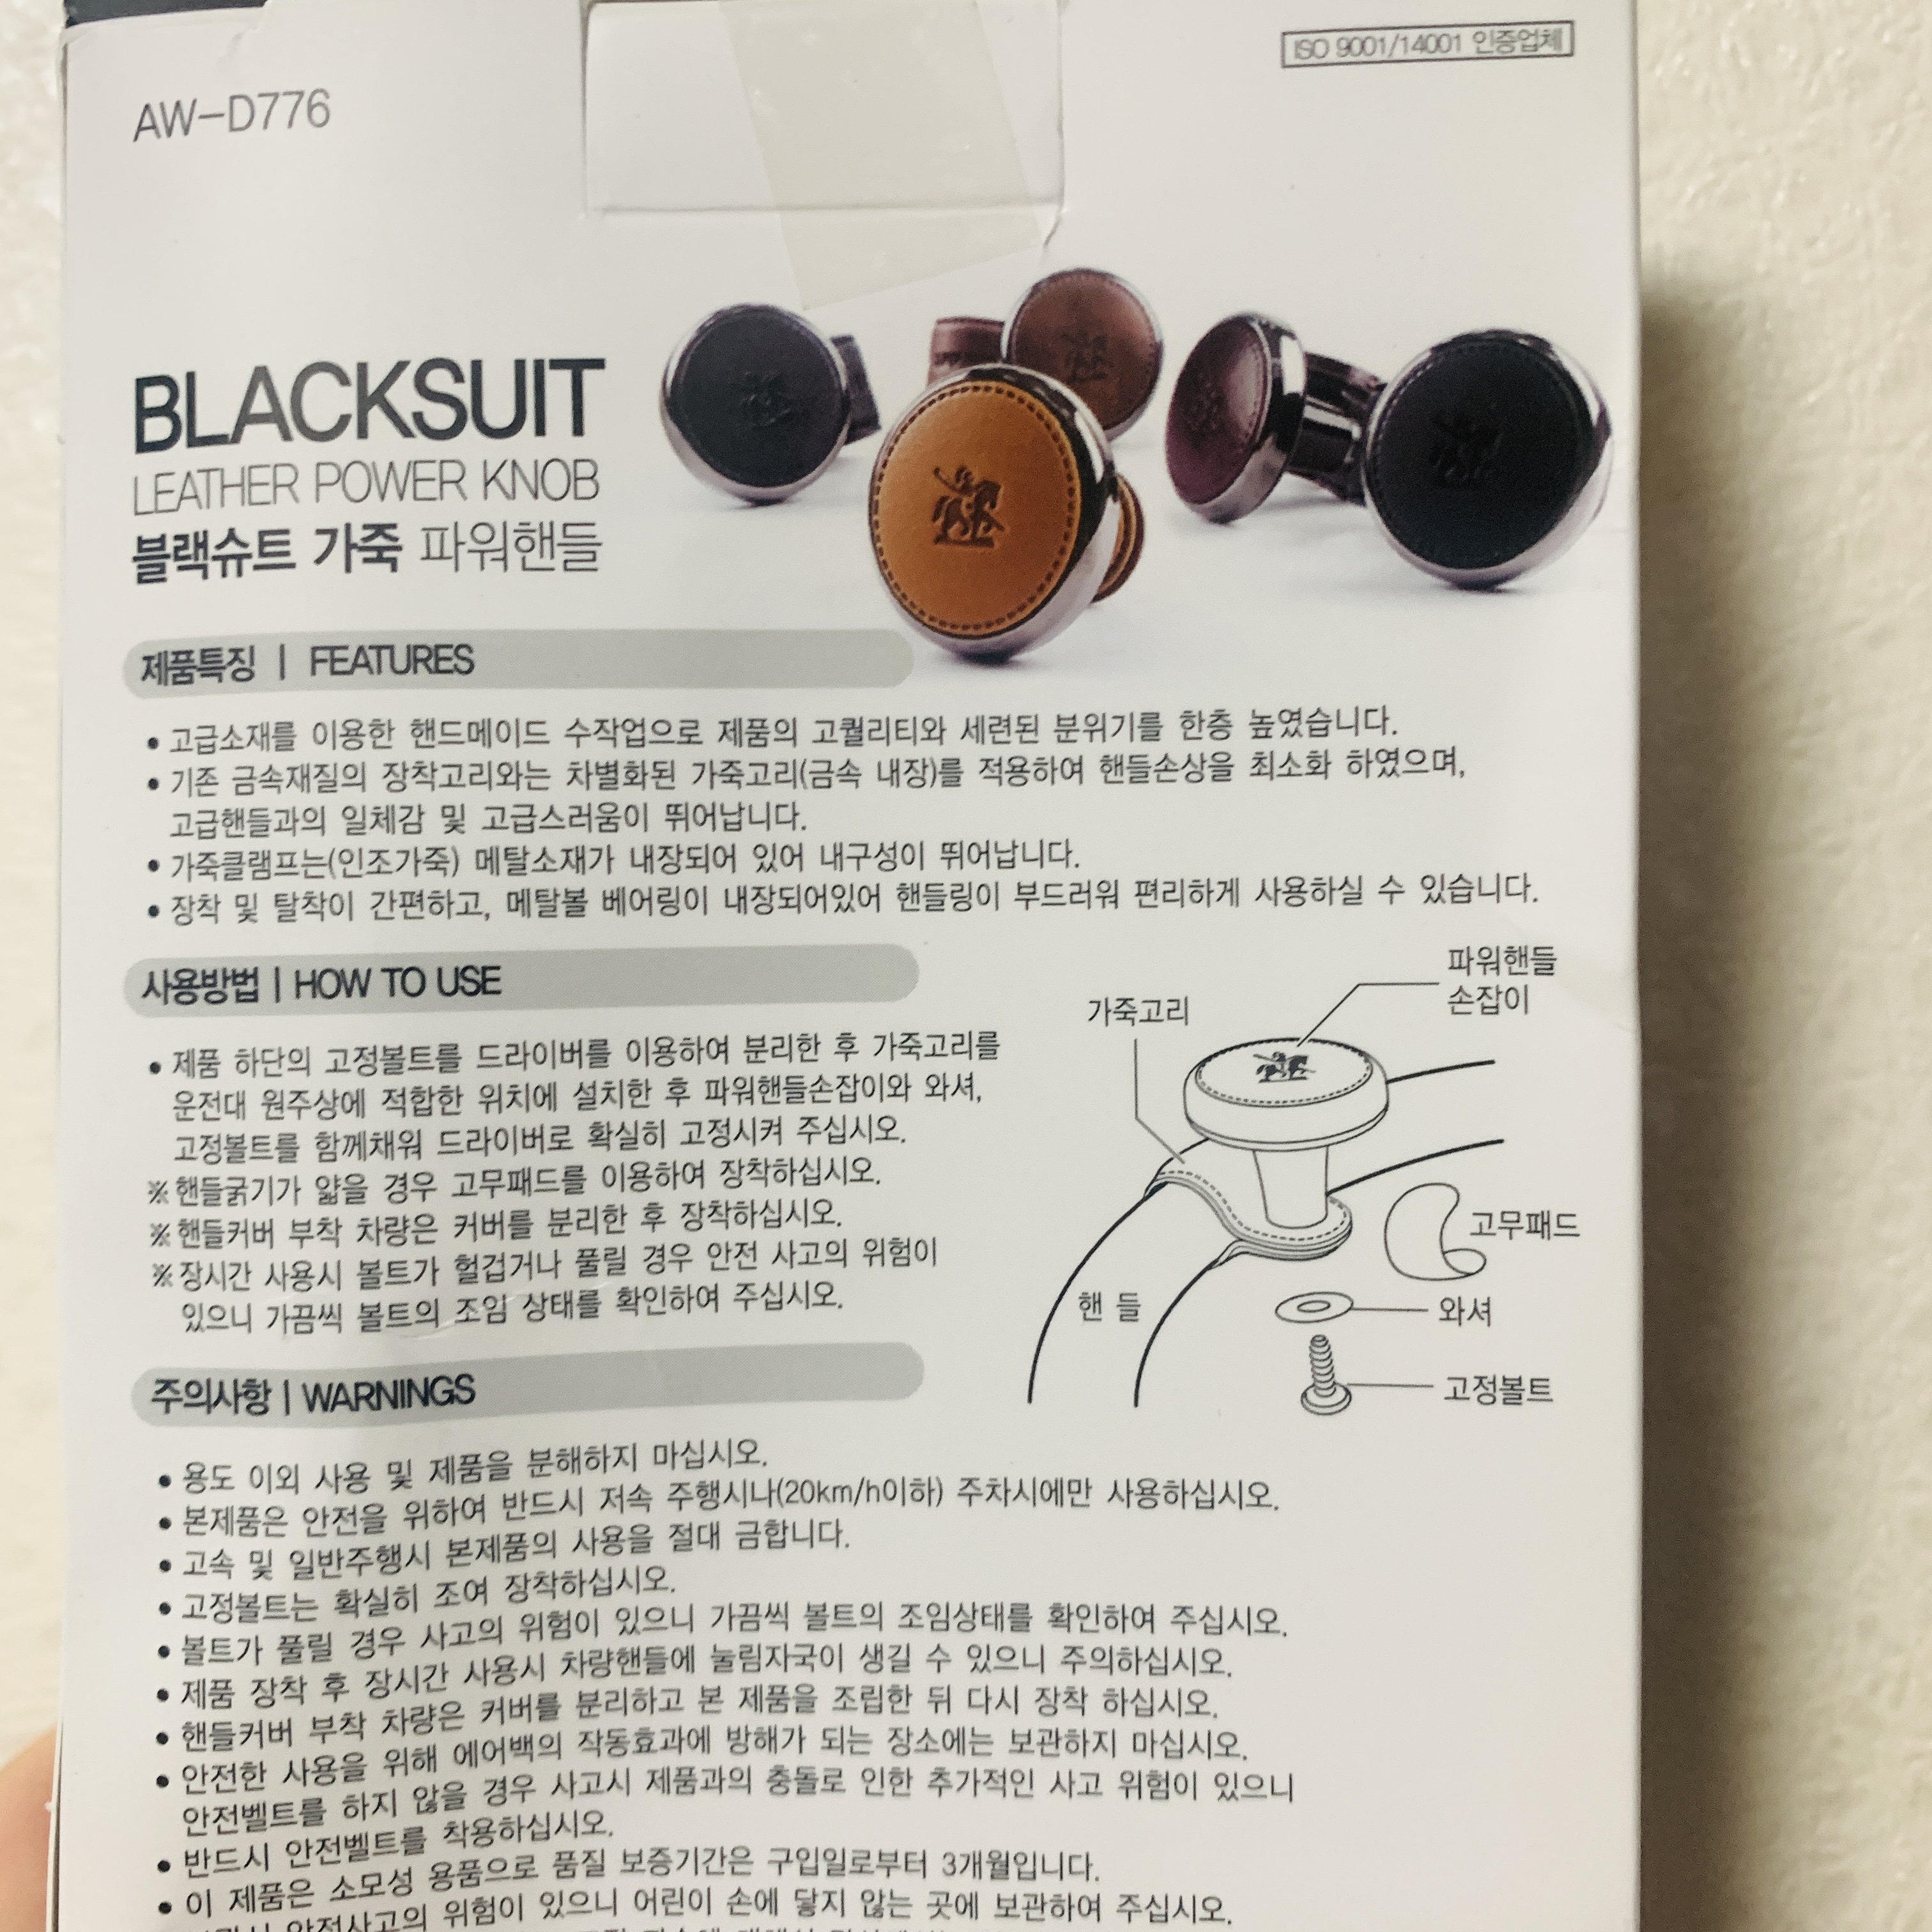 ISO 9001/14001 인증업체
AW-D776
BLACKSUIT
LEATHER POWER KNOB
블랙슈트 가죽 파워핸들
제품특징 | FEATURES
• 고급소재를 이용한 핸드메이드 수작업으로 제품의 고퀄리티와 세련된 분위기를 한층 높였습니다.
• 기존 금속재질의 장착고리와는 차별화된 가죽고리(금속 내장)를 적용하여 핸들손상을 최소화 하였으며,
고급핸들과의 일체감 및 고급스러움이 뛰어납니다.
• 가죽클램프는(인조가죽) 메탈소재가 내장되어 있어 내구성이 뛰어납니다.
• 장착 및 탈착이 간편하고, 메탈볼 베어링이 내장되어있어 핸들링이 부드러워 편리하게 사용하실 수 있습니다.
사용방법 | HOW TO USE
• 제품 하단의 고정볼트를 드라이버를 이용하여 분리한 후 가죽고리를
운전대 원주상에 적합한 위치에 설치한 후 파워핸들손잡이와 와셔,
고정볼트를 함께채워 드라이버로 확실히 고정시켜 주십시오.
※ 핸들굵기가 얇을 경우 고무패드를 이용하여 장착하십시오.
※ 핸들커버 부착 차량은 커버를 분리한 후 장착하십시오.
※ 장시간 사용시 볼트가 헐겁거나 풀릴 경우 안전 사고의 위험이
있으니 가끔씩 볼트의 조임 상태를 확인하여 주십시오.
파워핸들
손잡이
가죽고리
고무패드
핸 들
와셔
고정볼트
주의사항 | WARNINGS
• 용도 이외 사용 및 제품을 분해하지 마십시오.
• 본제품은 안전을 위하여 반드시 저속 주행시나(20km/h이하) 주차시에만 사용하십시오.
• 고속 및 일반주행시 본제품의 사용을 절대 금합니다.
• 고정볼트는 확실히 조여 장착하십시오.
• 볼트가 풀릴 경우 사고의 위험이 있으니 가끔씩 볼트의 조임상태를 확인하여 주십시오.
• 제품 장착 후 장시간 사용시 차량핸들에 눌림자국이 생길 수 있으니 주의하십시오.
• 핸들커버 부착 차량은 커버를 분리하고 본 제품을 조립한 뒤 다시 장착 하십시오.
• 안전한 사용을 위해 에어백의 작동효과에 방해가 되는 장소에는 보관하지 마십시오.
안전벨트를 하지 않을 경우 사고시 제품과의 충돌로 인한 추가적인 사고 위험이 있으니
• 반드시 안전벨트를 착용하십시오.
• 이 제품은 소모성 용품으로 품질 보증기간은 구입일로부터 3개월입니다.
안전사고의 위험이 있으니 어린이 손에 닿지 않는 곳에 보관하여 주십시오.